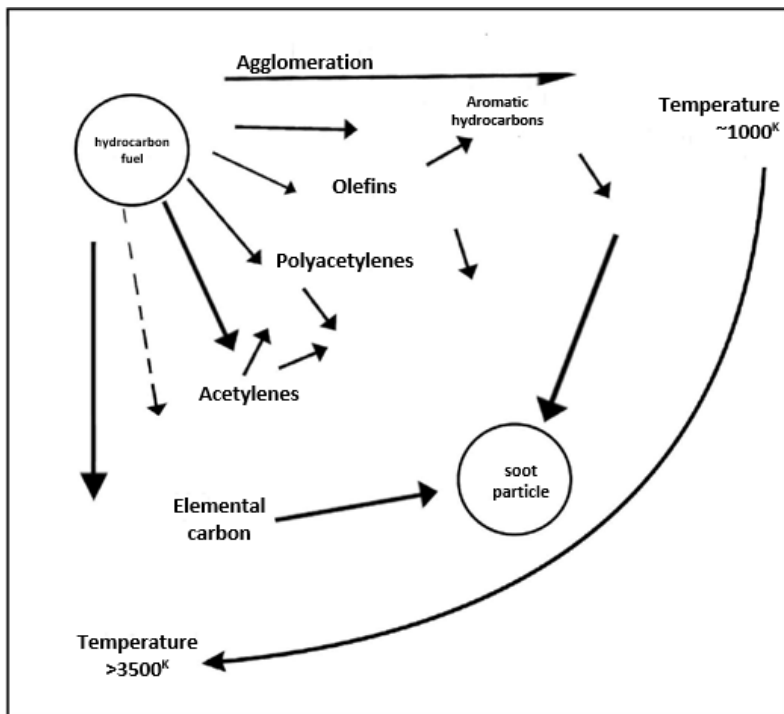 Agglomeration
Aromatic
hydrocarbons
Temperature
~1000ᴷ
hydrocarbon
fuel
Olefins
Polyacetylenes
Acetylenes
soot
particle
Elemental
carbon
Temperature
>3500ᴷ